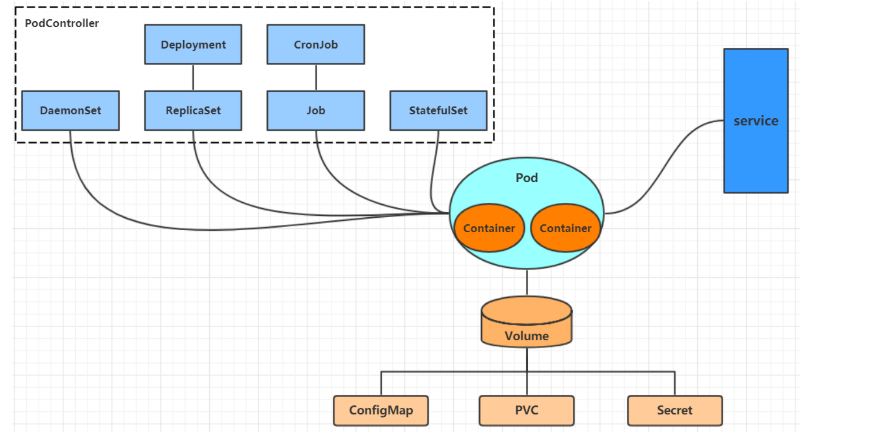 PodController
Deployment
CronJob
DaemonSet
ReplicaSet
Job
StatefulSet
service
Pod
Container
Container
Volume
ConfigMap
PVC
Secret